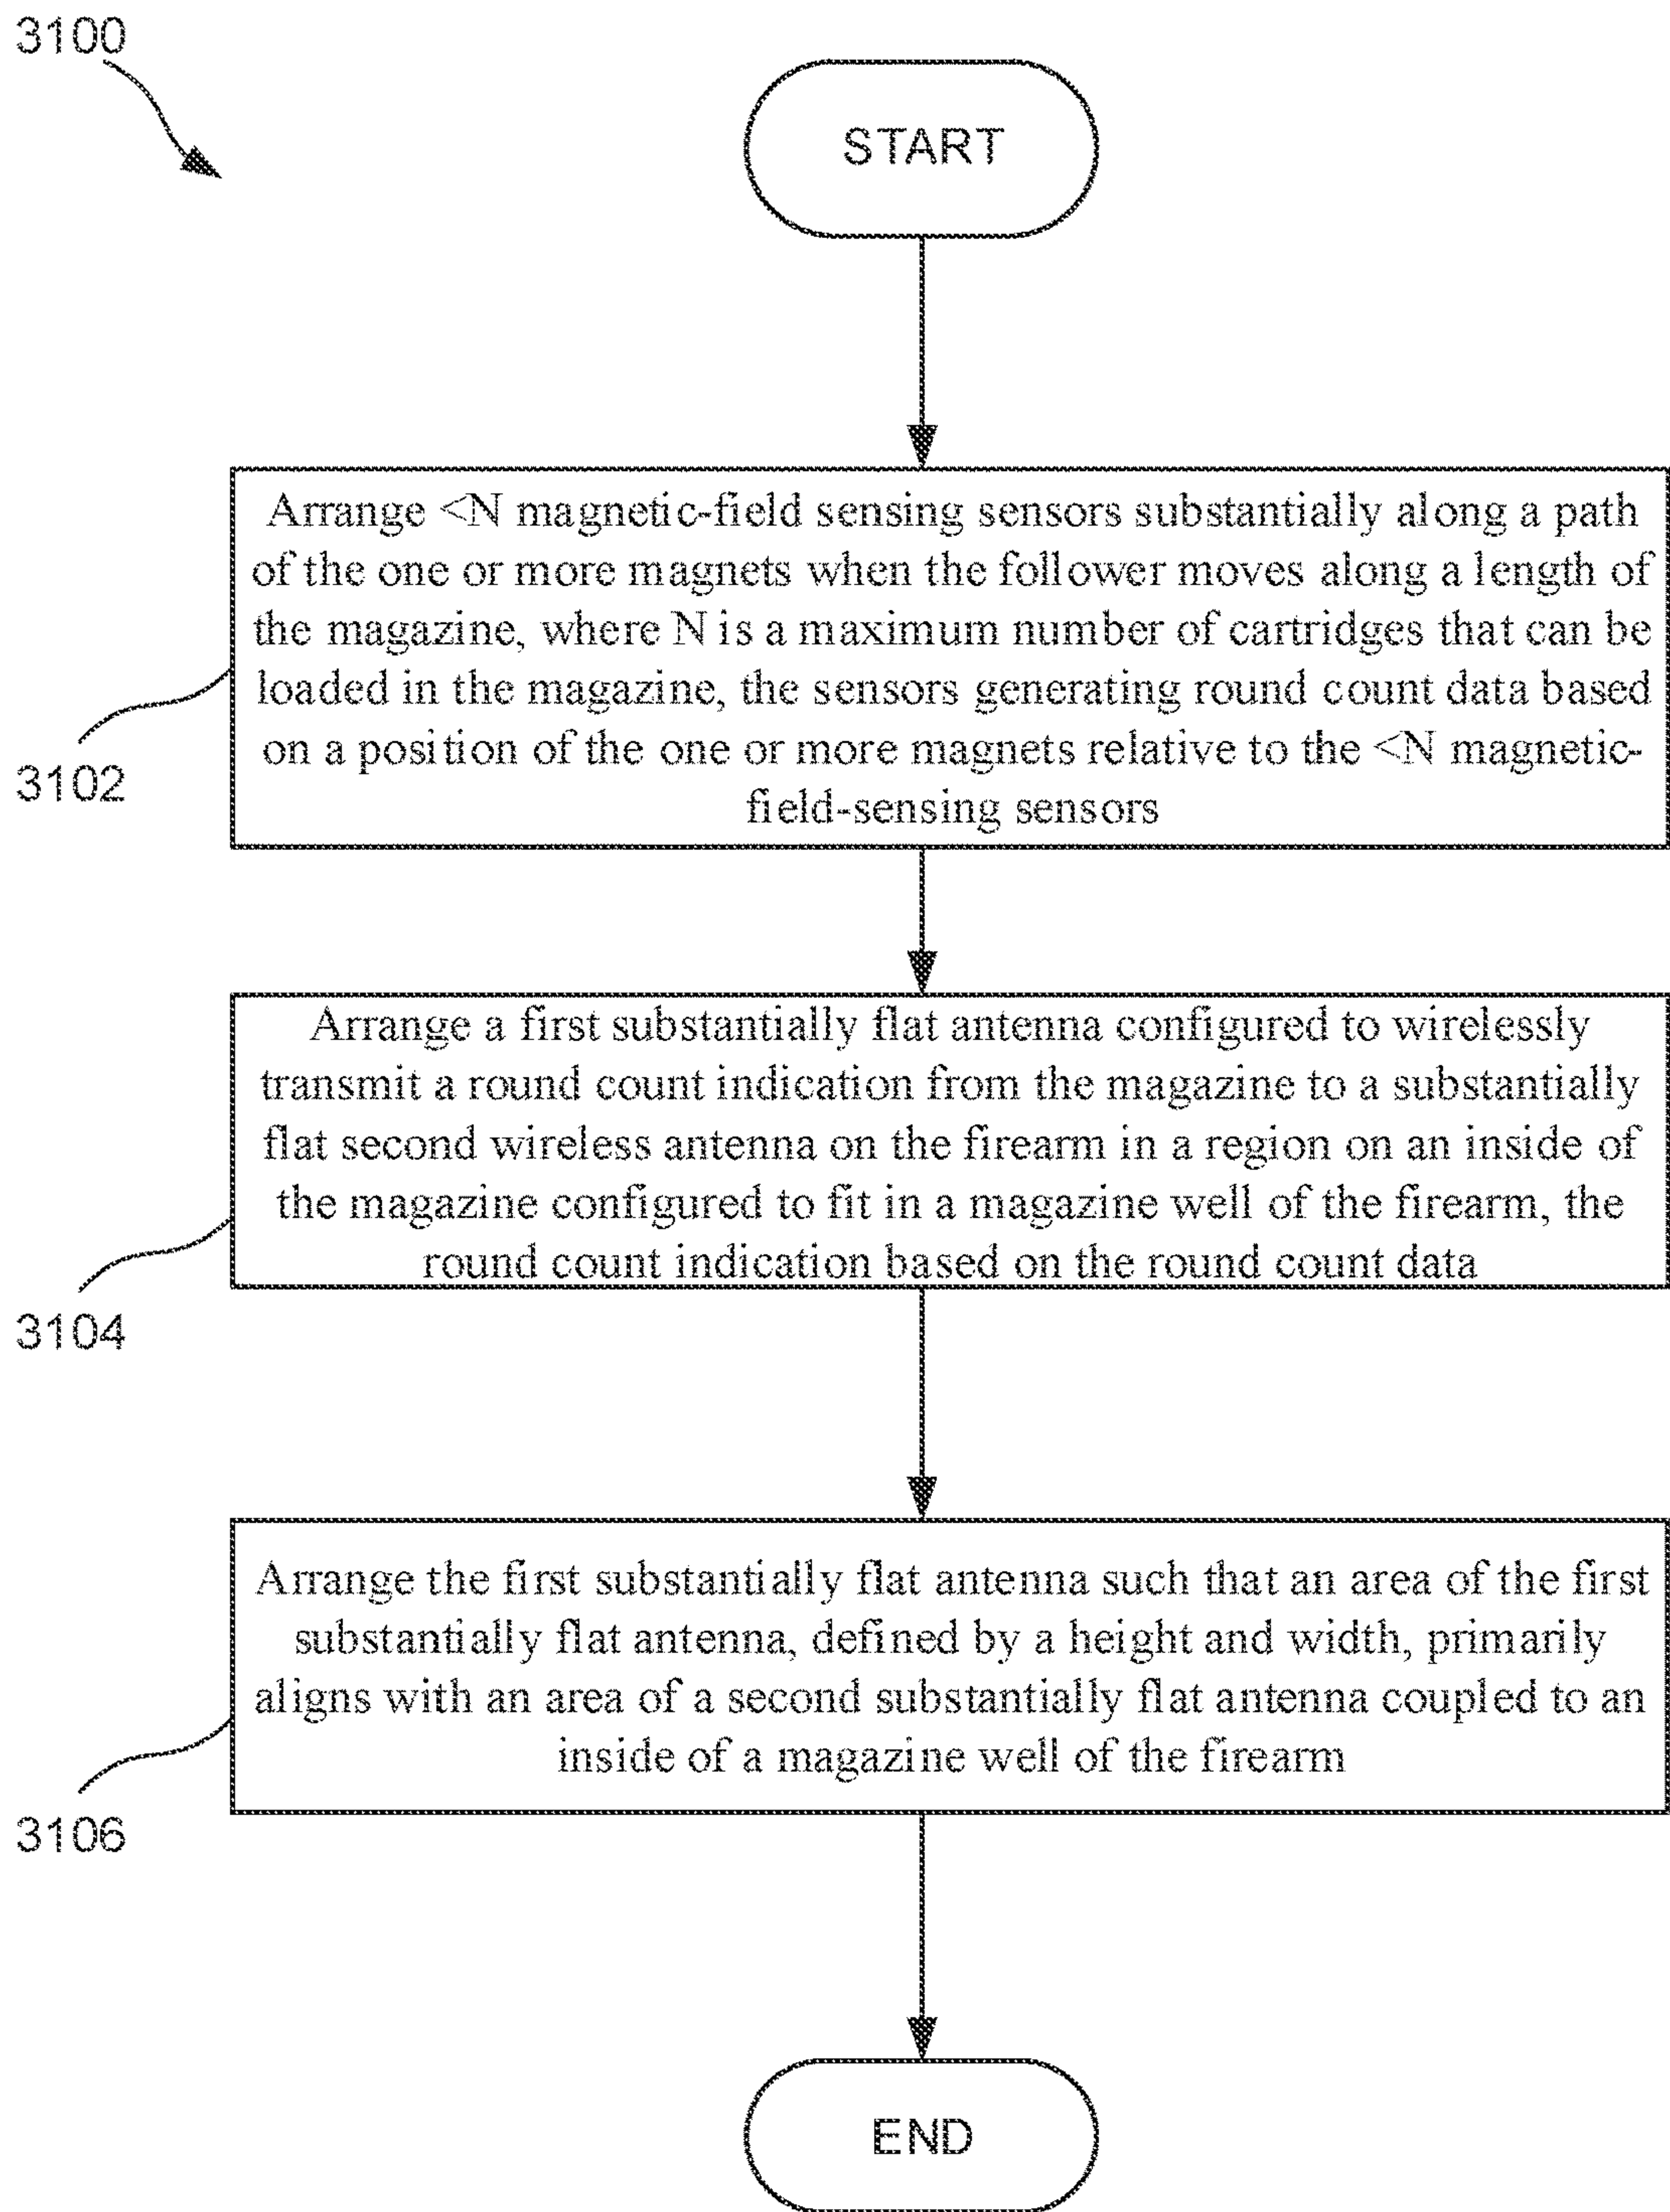 3100
START
Arrange <N magnetic-field sensing sensors substantially along a path
of the one or more magnets when the follower moves along a length of
the magazine, where N is a maximum number of cartridges that can be
loaded in the magazine, the sensors generating round count data based
on a position of the one or more magnets relative to the <N magnetic-
field-sensing sensors
3102
Arrange a first substantially flat antenna configured to wirelessly
transmit a round count indication from the magazine to a substantially
flat second wireless antenna on the firearm in a region on an inside of
the magazine configured to fit in a magazine well of the firearm, the
round count indication based on the round count data
3104
Arrange the first substantially flat antenna such that an area of the first
substantially flat antenna, defined by a height and width, primarily
aligns with an area of a second substantially flat antenna coupled to an
inside of a magazine well of the firearm
3106
END